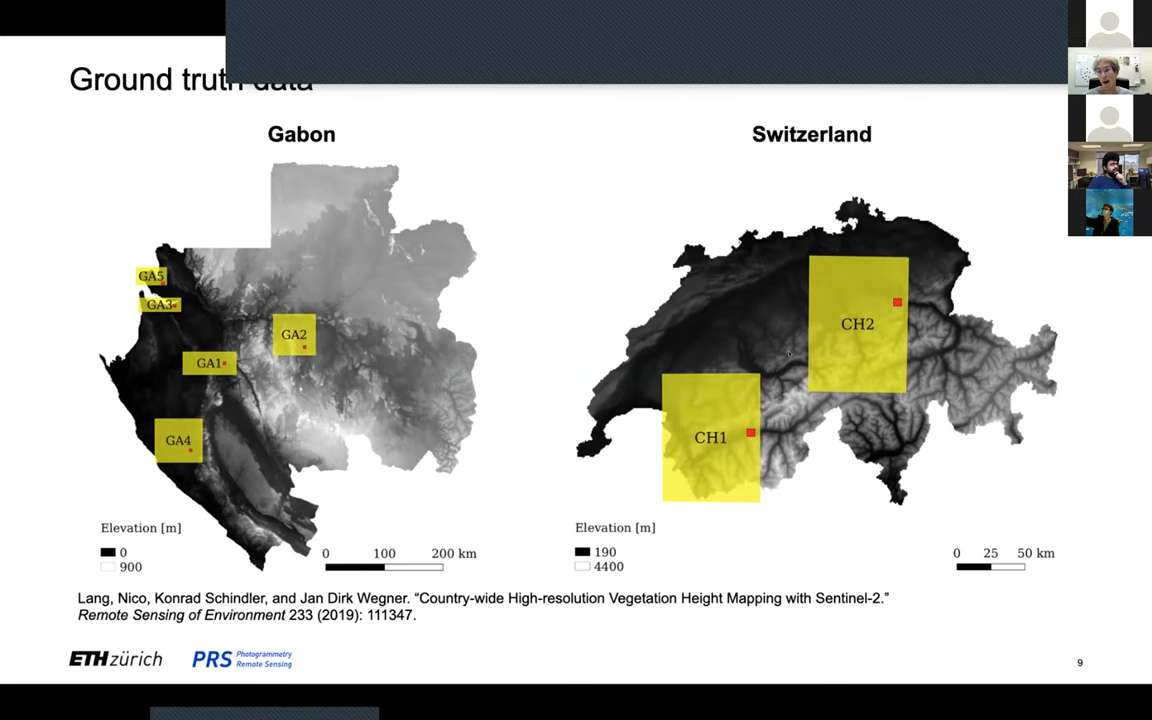 Ground truth data
Gabon
Switzerland
GA5
GA3
GA2
GA1
GA4
CH2
CH1
Elevation [m]
0
900
0 100 200 km
Elevation [m]
190
4400
0 25 50 km
Lang, Nico, Konrad Schindler, and Jan Dirk Wegner. “Country-wide High-resolution Vegetation Height Mapping with Sentinel-2.”
Remote Sensing of Environment 233 (2019): 111347.
ETH zürich
PRS Photogrammetry
Remote Sensing
9